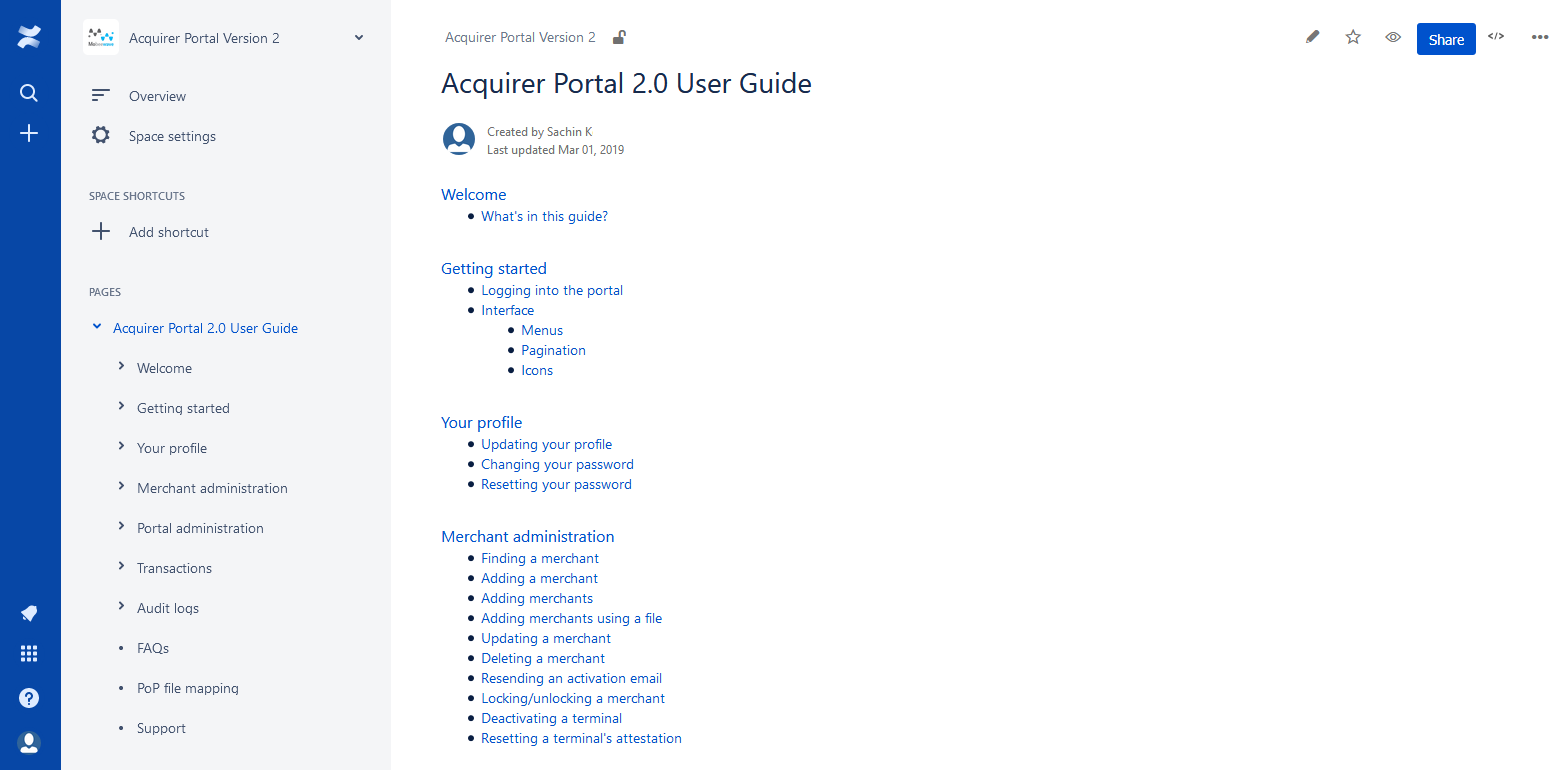 Acquirer Portal Version 2
Overview
Space settings
SPACE SHORTCUTS
Add shortcut
PAGES
Acquirer Portal 2.0 User Guide
Welcome
Getting started
Your profile
Merchant administration
Portal administration
Transactions
Audit logs
FAQs
PoP file mapping
Support
Acquirer Portal Version 2
Share
Acquirer Portal 2.0 User Guide
Created by Sachin K
Last updated Mar 01, 2019
Welcome
What's in this guide?
Getting started
Logging into the portal
Interface
Menus
Pagination
Icons
Your profile
Updating your profile
Changing your password
Resetting your password
Merchant administration
Finding a merchant
Adding a merchant
Adding merchants
Adding merchants using a file
Updating a merchant
Deleting a merchant
Resending an activation email
Locking/unlocking a merchant
Deactivating a terminal
Resetting a terminal's attestation